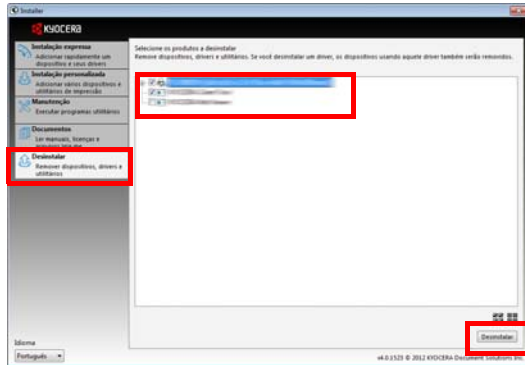 Installer
KYOCERA
Instalação expressa
Adicionar rapidamente um
dispositivo e seus drivers
Instalação personalizada
Adicionar vários dispositivos e
utilitários de impressão
Manutenção
Executar programas utilitários
Documentos
Ler manuais, licenças e
Desinstalar
Remover dispositivos, drivers e
utilitários
Idioma
Português
Selecione os produtos a desinstalar
Remove dispositivos, drivers e utilitários. Se você desinstalar um driver, os dispositivos usando aquele driver também serão removidos.
Desinstalar
v4.0.1523 © 2012 KYOCERA Document Solutions Inc.